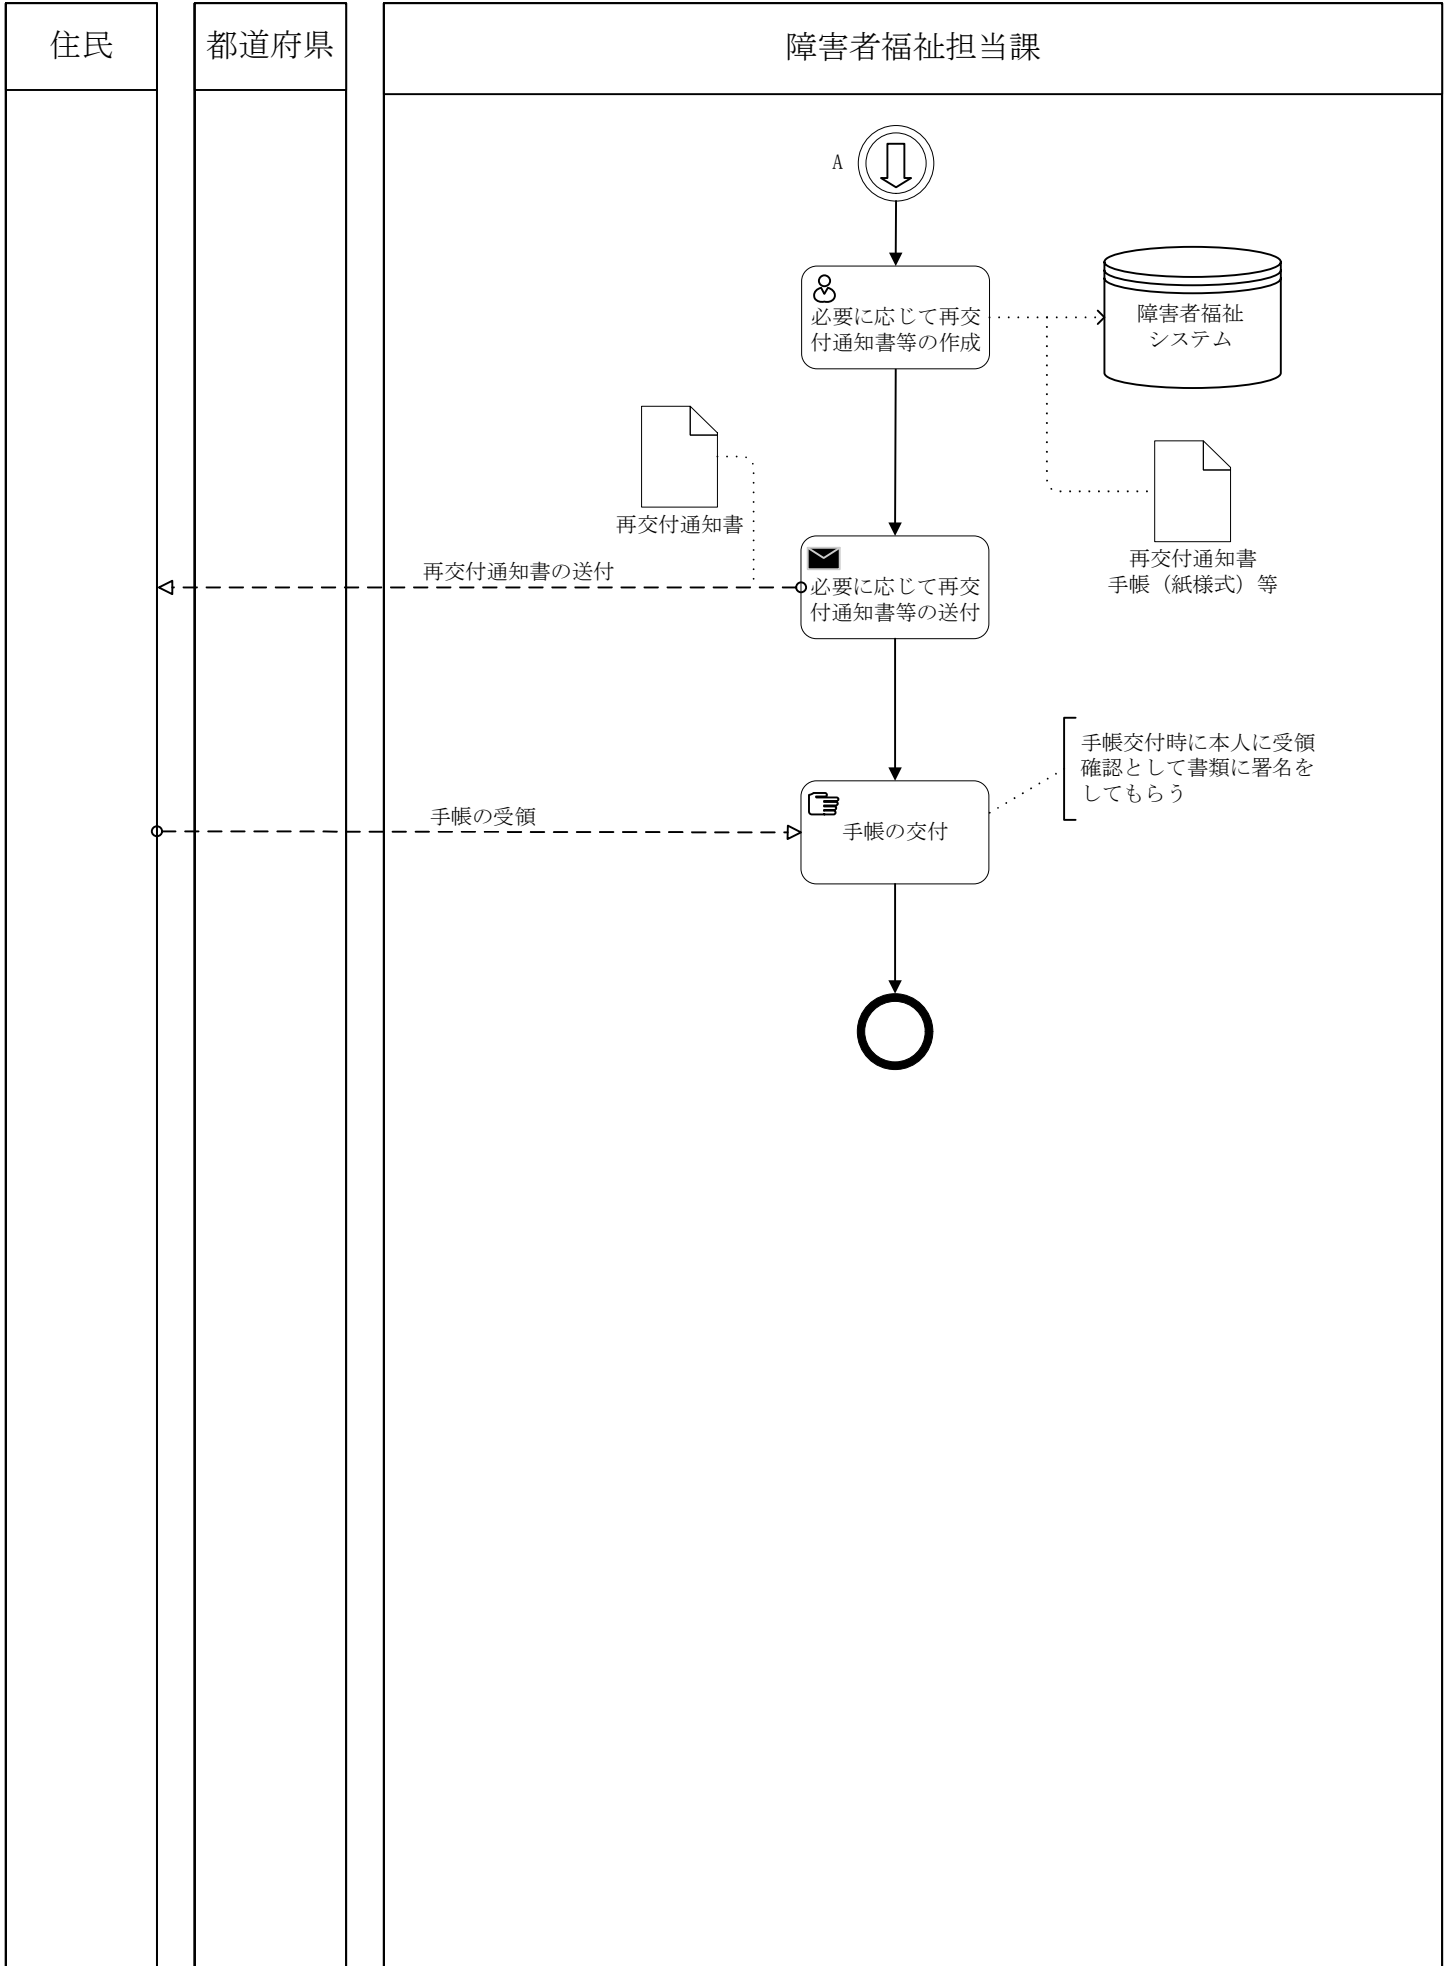 住民
都道府県
障害者福祉担当課
A
必要に応じて再交
付通知書等の作成
障害者福祉
システム
再交付通知書
再交付通知書
手帳（紙様式）等
再交付通知書の送付
必要に応じて再交
付通知書等の送付
手帳交付時に本人に受領
確認として書類に署名を
してもらう
手帳の受領
手帳の交付